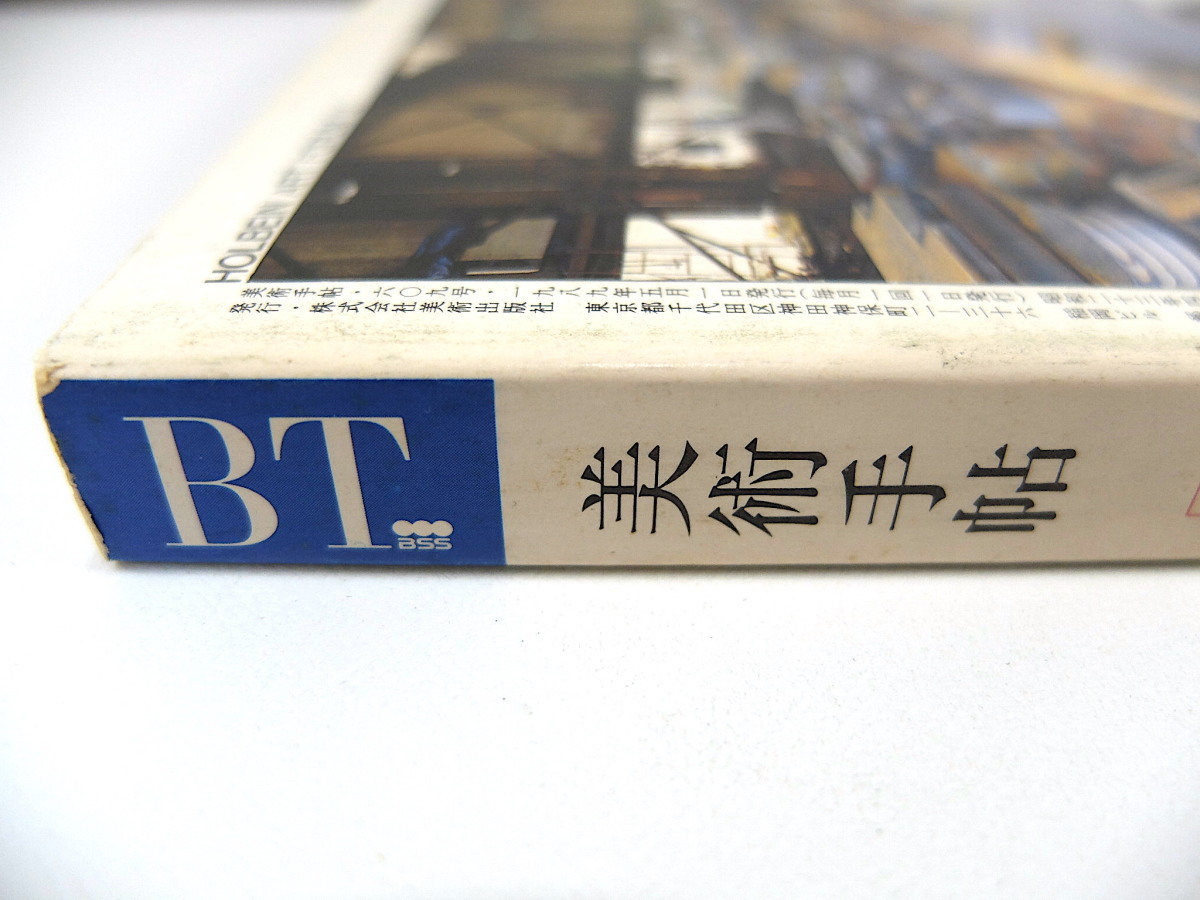 HOLBEIN ART
美術手帖・六〇九号・一九八九年五月一日発行(毎月一回一日発行)
発行・株式会社美術出版社 東京都千代田区神田神保町二ー三十六
BT.
BSS
美術手帖